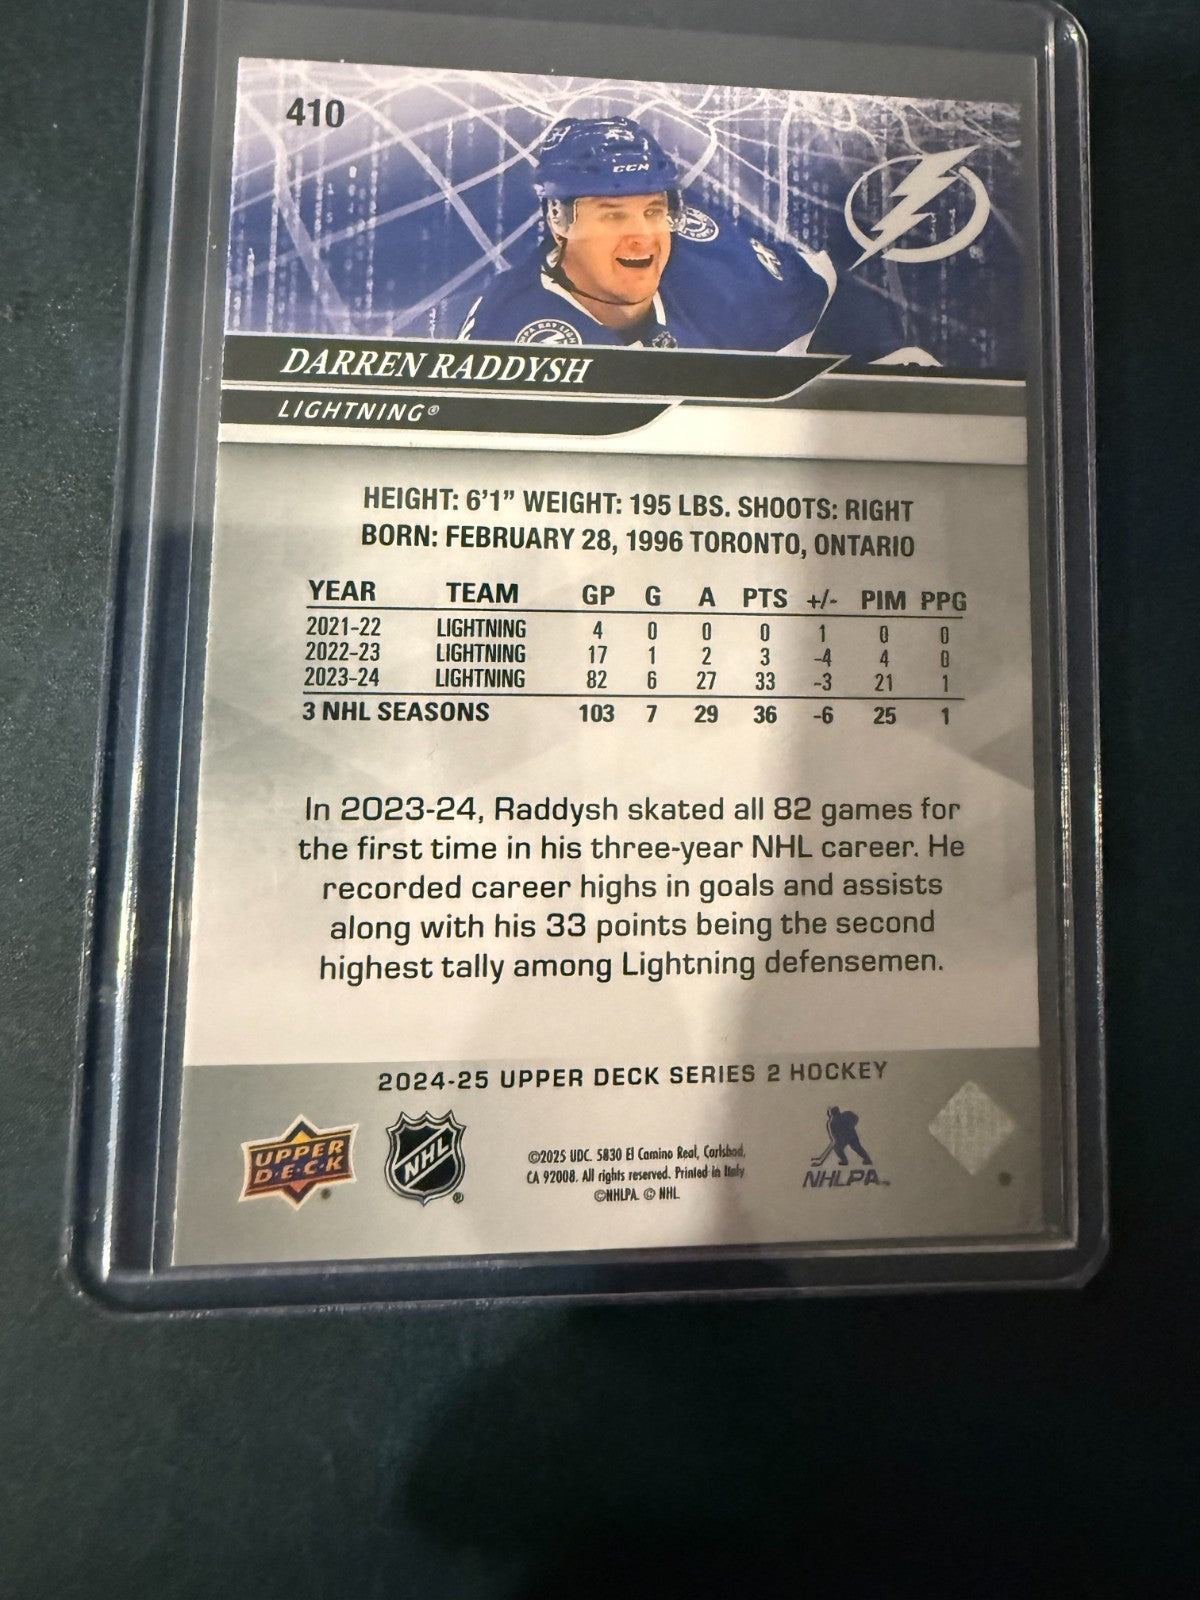 410
CCM
DARREN RADDYSH
LIGHTNING®
HEIGHT: 6'1" WEIGHT: 195 LBS. SHOOTS: RIGHT
BORN: FEBRUARY 28, 1996 TORONTO, ONTARIO
YEAR TEAM GP G A PTS +/- PIM PPG
2021-22 LIGHTNING 4 0 0 0 1 0 0
2022-23 LIGHTNING 17 1 2 3 -4 4 0
2023-24 LIGHTNING 82 6 27 33 -3 21 1
3 NHL SEASONS 103 7 29 36 -6 25 1
In 2023-24, Raddysh skated all 82 games for
the first time in his three-year NHL career. He
recorded career highs in goals and assists
along with his 33 points being the second
highest tally among Lightning defensemen.
2024-25 UPPER DECK SERIES 2 HOCKEY
UPPER
D·E·C·K
NHL
©2025 UDC. 5830 El Camino Real, Carlsbad,
CA 92008. All rights reserved. Printed in Italy
©NHLPA. © NHL.
NHLPA